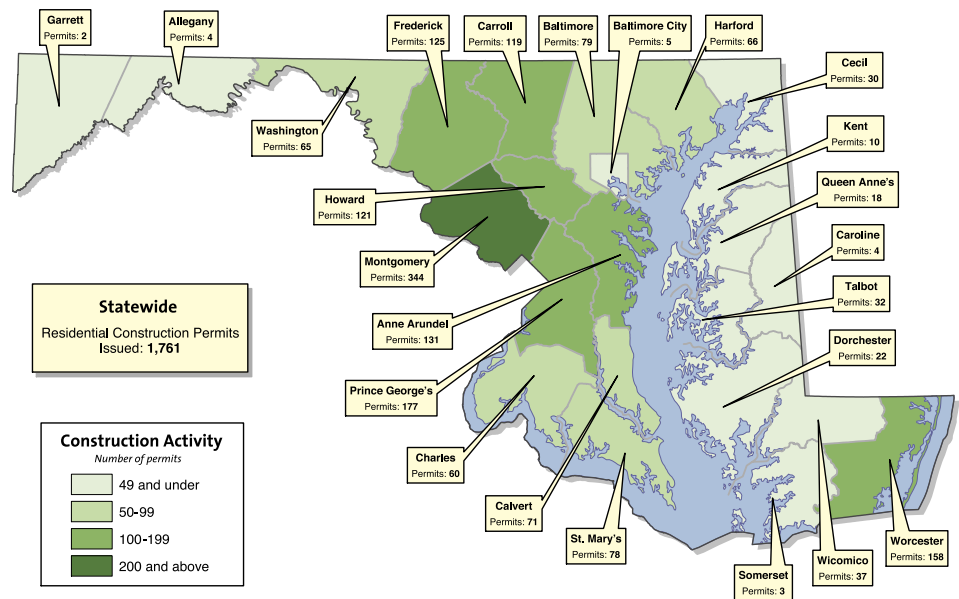 Garrett
Permits: 2
Allegany
Permits: 4
Frederick
Permits: 125
Carroll
Permits: 119
Baltimore
Permits: 79
Baltimore City
Permits: 5
Harford
Permits: 66
Cecil
Permits: 30
Washington
Permits: 65
Kent
Permits: 10
Queen Anne's
Permits: 18
Howard
Permits: 121
Caroline
Permits: 4
Montgomery
Permits: 344
Talbot
Permits: 32
Statewide
Residential Construction Permits
Issued: 1,761
Anne Arundel
Permits: 131
Dorchester
Permits: 22
Prince George's
Permits: 177
Construction Activity
Number of permits
49 and under
50-99
100-199
200 and above
Charles
Permits: 60
Calvert
Permits: 71
St. Mary's
Permits: 78
Somerset
Permits: 3
Wicomico
Permits: 37
Worcester
Permits: 158